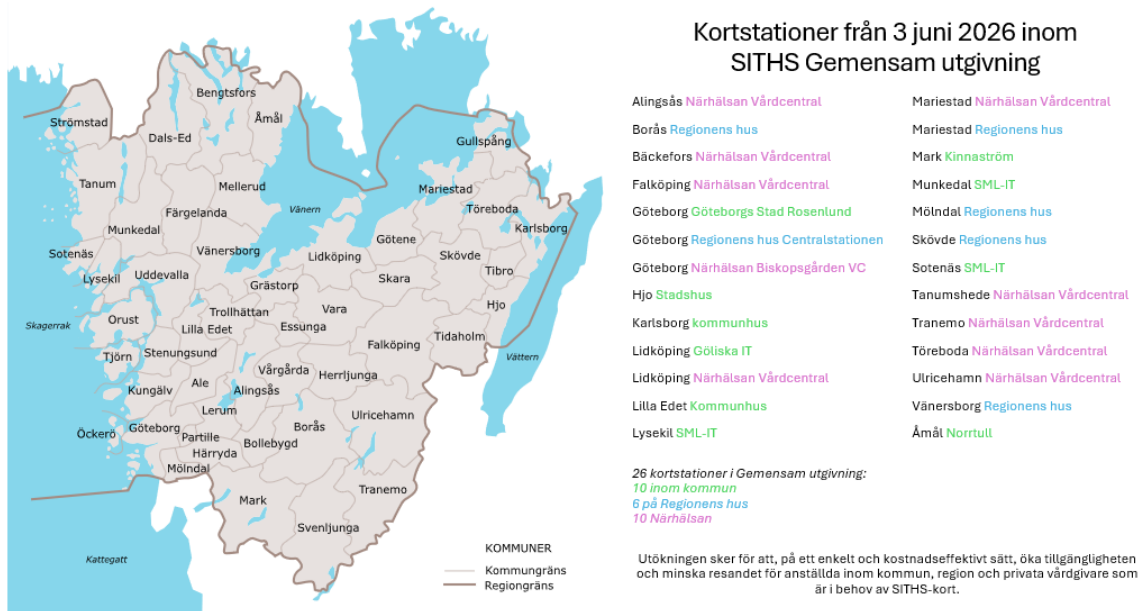 Kortstationer från 3 juni 2026 inom
SITHS Gemensam utgivning
Alingsås Närhälsan Vårdcentral
Borås Regionens hus
Bäckefors Närhälsan Vårdcentral
Falköping Närhälsan Vårdcentral
Göteborg Göteborgs Stad Rosenlund
Göteborg Regionens hus Centralstationen
Göteborg Närhälsan Biskopsgården VC
Hjo Stadshus
Karlsborg kommunhus
Lidköping Göliska IT
Lidköping Närhälsan Vårdcentral
Lilla Edet Kommunhus
Lysekil SML-IT
Mariestad Närhälsan Vårdcentral
Mariestad Regionens hus
Mark Kinnaström
Munkedal SML-IT
Mölndal Regionens hus
Skövde Regionens hus
Sotenäs SML-IT
Tanumshede Närhälsan Vårdcentral
Tranemo Närhälsan Vårdcentral
Töreboda Närhälsan Vårdcentral
Ulricehamn Närhälsan Vårdcentral
Vänersborg Regionens hus
Åmål Norrtull
26 kortstationer i Gemensam utgivning:
10 inom kommun
6 på Regionens hus
10 Närhälsan
Utökningen sker för att, på ett enkelt och kostnadseffektivt sätt, öka tillgängligheten
och minska resandet för anställda inom kommun, region och privata vårdgivare som
är i behov av SITHS-kort.
Bengtsfors
Strömstad
Åmål
Dals-Ed
Gullspång
Tanum
Mellerud
Mariestad
Vänern
Töreboda
Färgelanda
Munkedal
Karlsborg
Götene
Sotenäs
Vänersborg
Lidköping
Skövde
Tibro
Lysekil
Uddevalla
Skara
Grästorp
Hjo
Trollhättan
Vara
Orust
Skagerrak
Lilla Edet
Essunga
Tidaholm
Falköping
Stenungsund
Tjörn
Vättern
Vårgårda
Herrljunga
Kungälv
Ale
Alingsås
Lerum
Ulricehamn
Göteborg
Borås
Öckerö
Partille
Bollebygd
Härryda
Mölndal
Tranemo
Mark
Svenljunga
Kattegatt
KOMMUNER
Kommungräns
Regiongräns